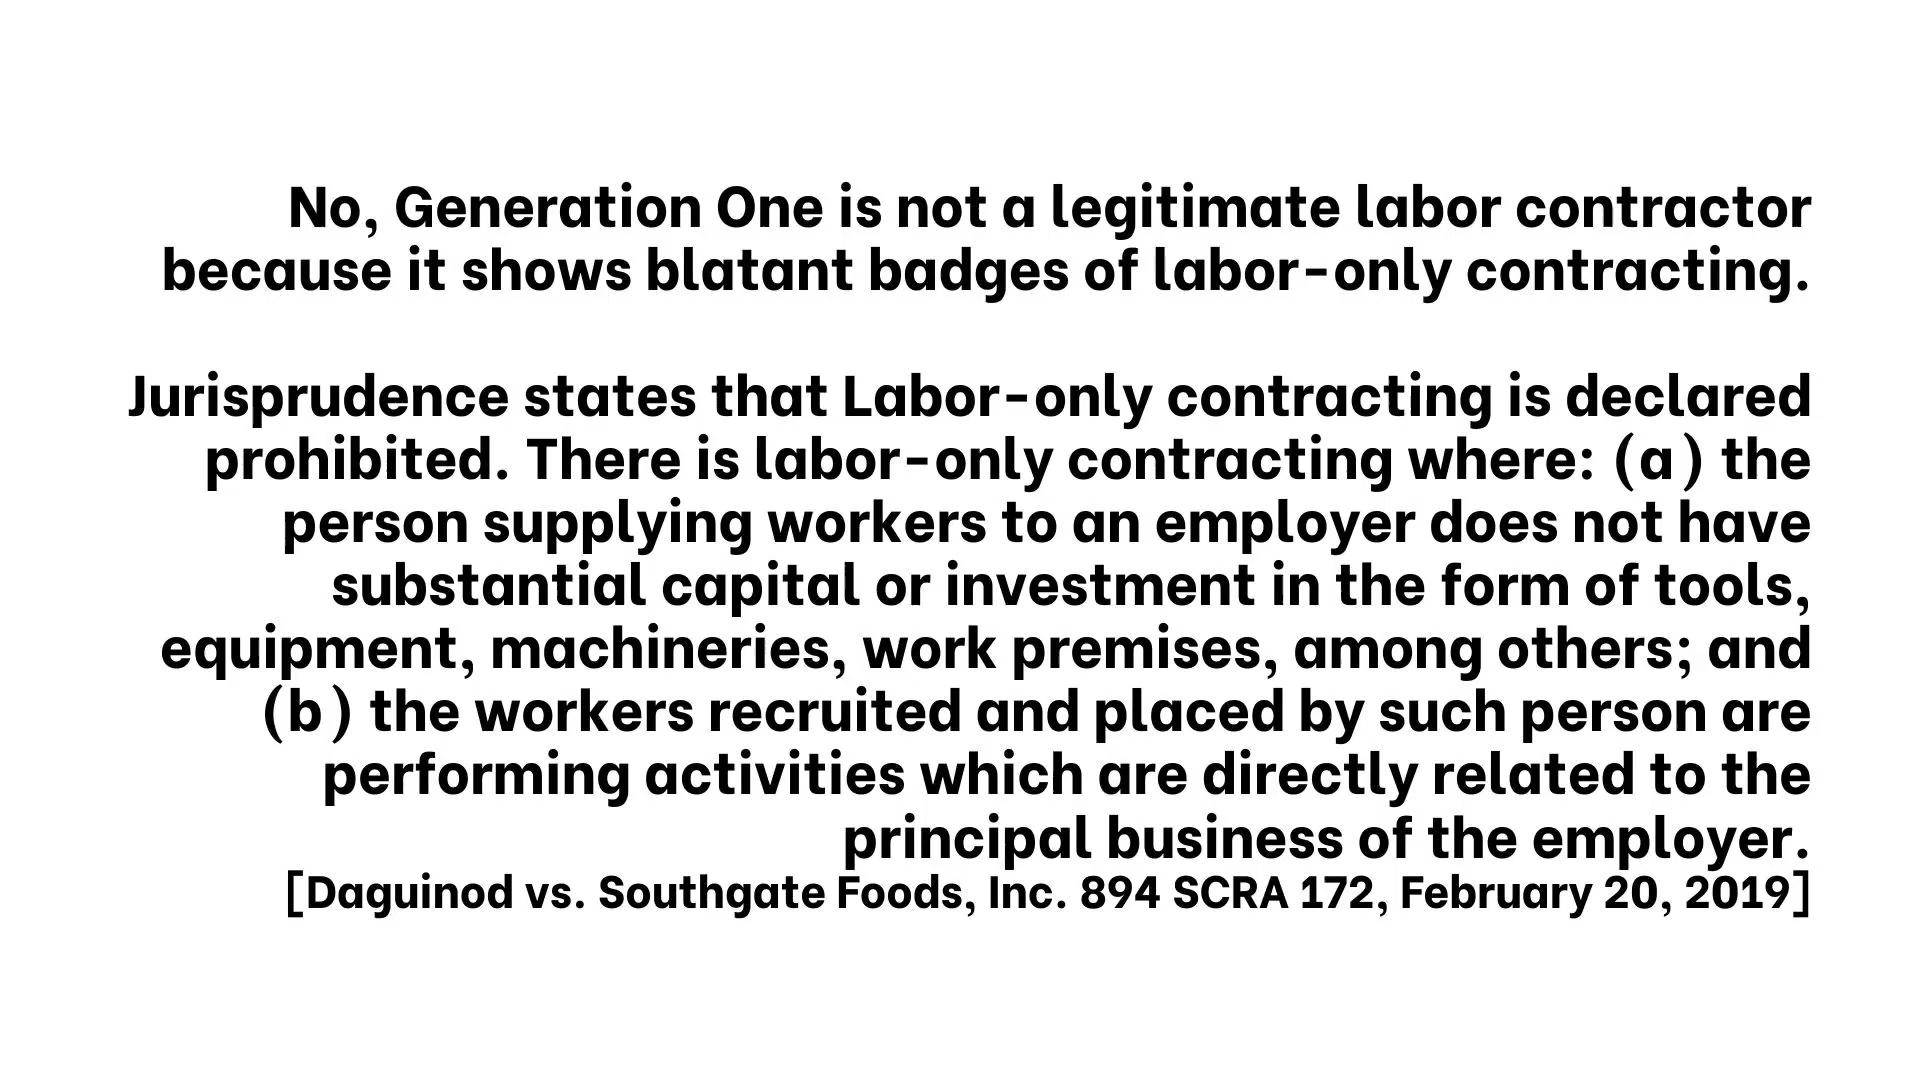 No, Generation One is not a legitimate labor contractor
because it shows blatant badges of labor-only contracting.
Jurisprudence states that Labor-only contracting is declared
prohibited. There is labor-only contracting where: (a) the
person supplying workers to an employer does not have
substantial capital or investment in the form of tools,
equipment, machineries, work premises, among others; and
(b) the workers recruited and placed by such person are
performing activities which are directly related to the
principal business of the employer.
[Daguinod vs. Southgate Foods, Inc. 894 SCRA 172, February 20, 2019]